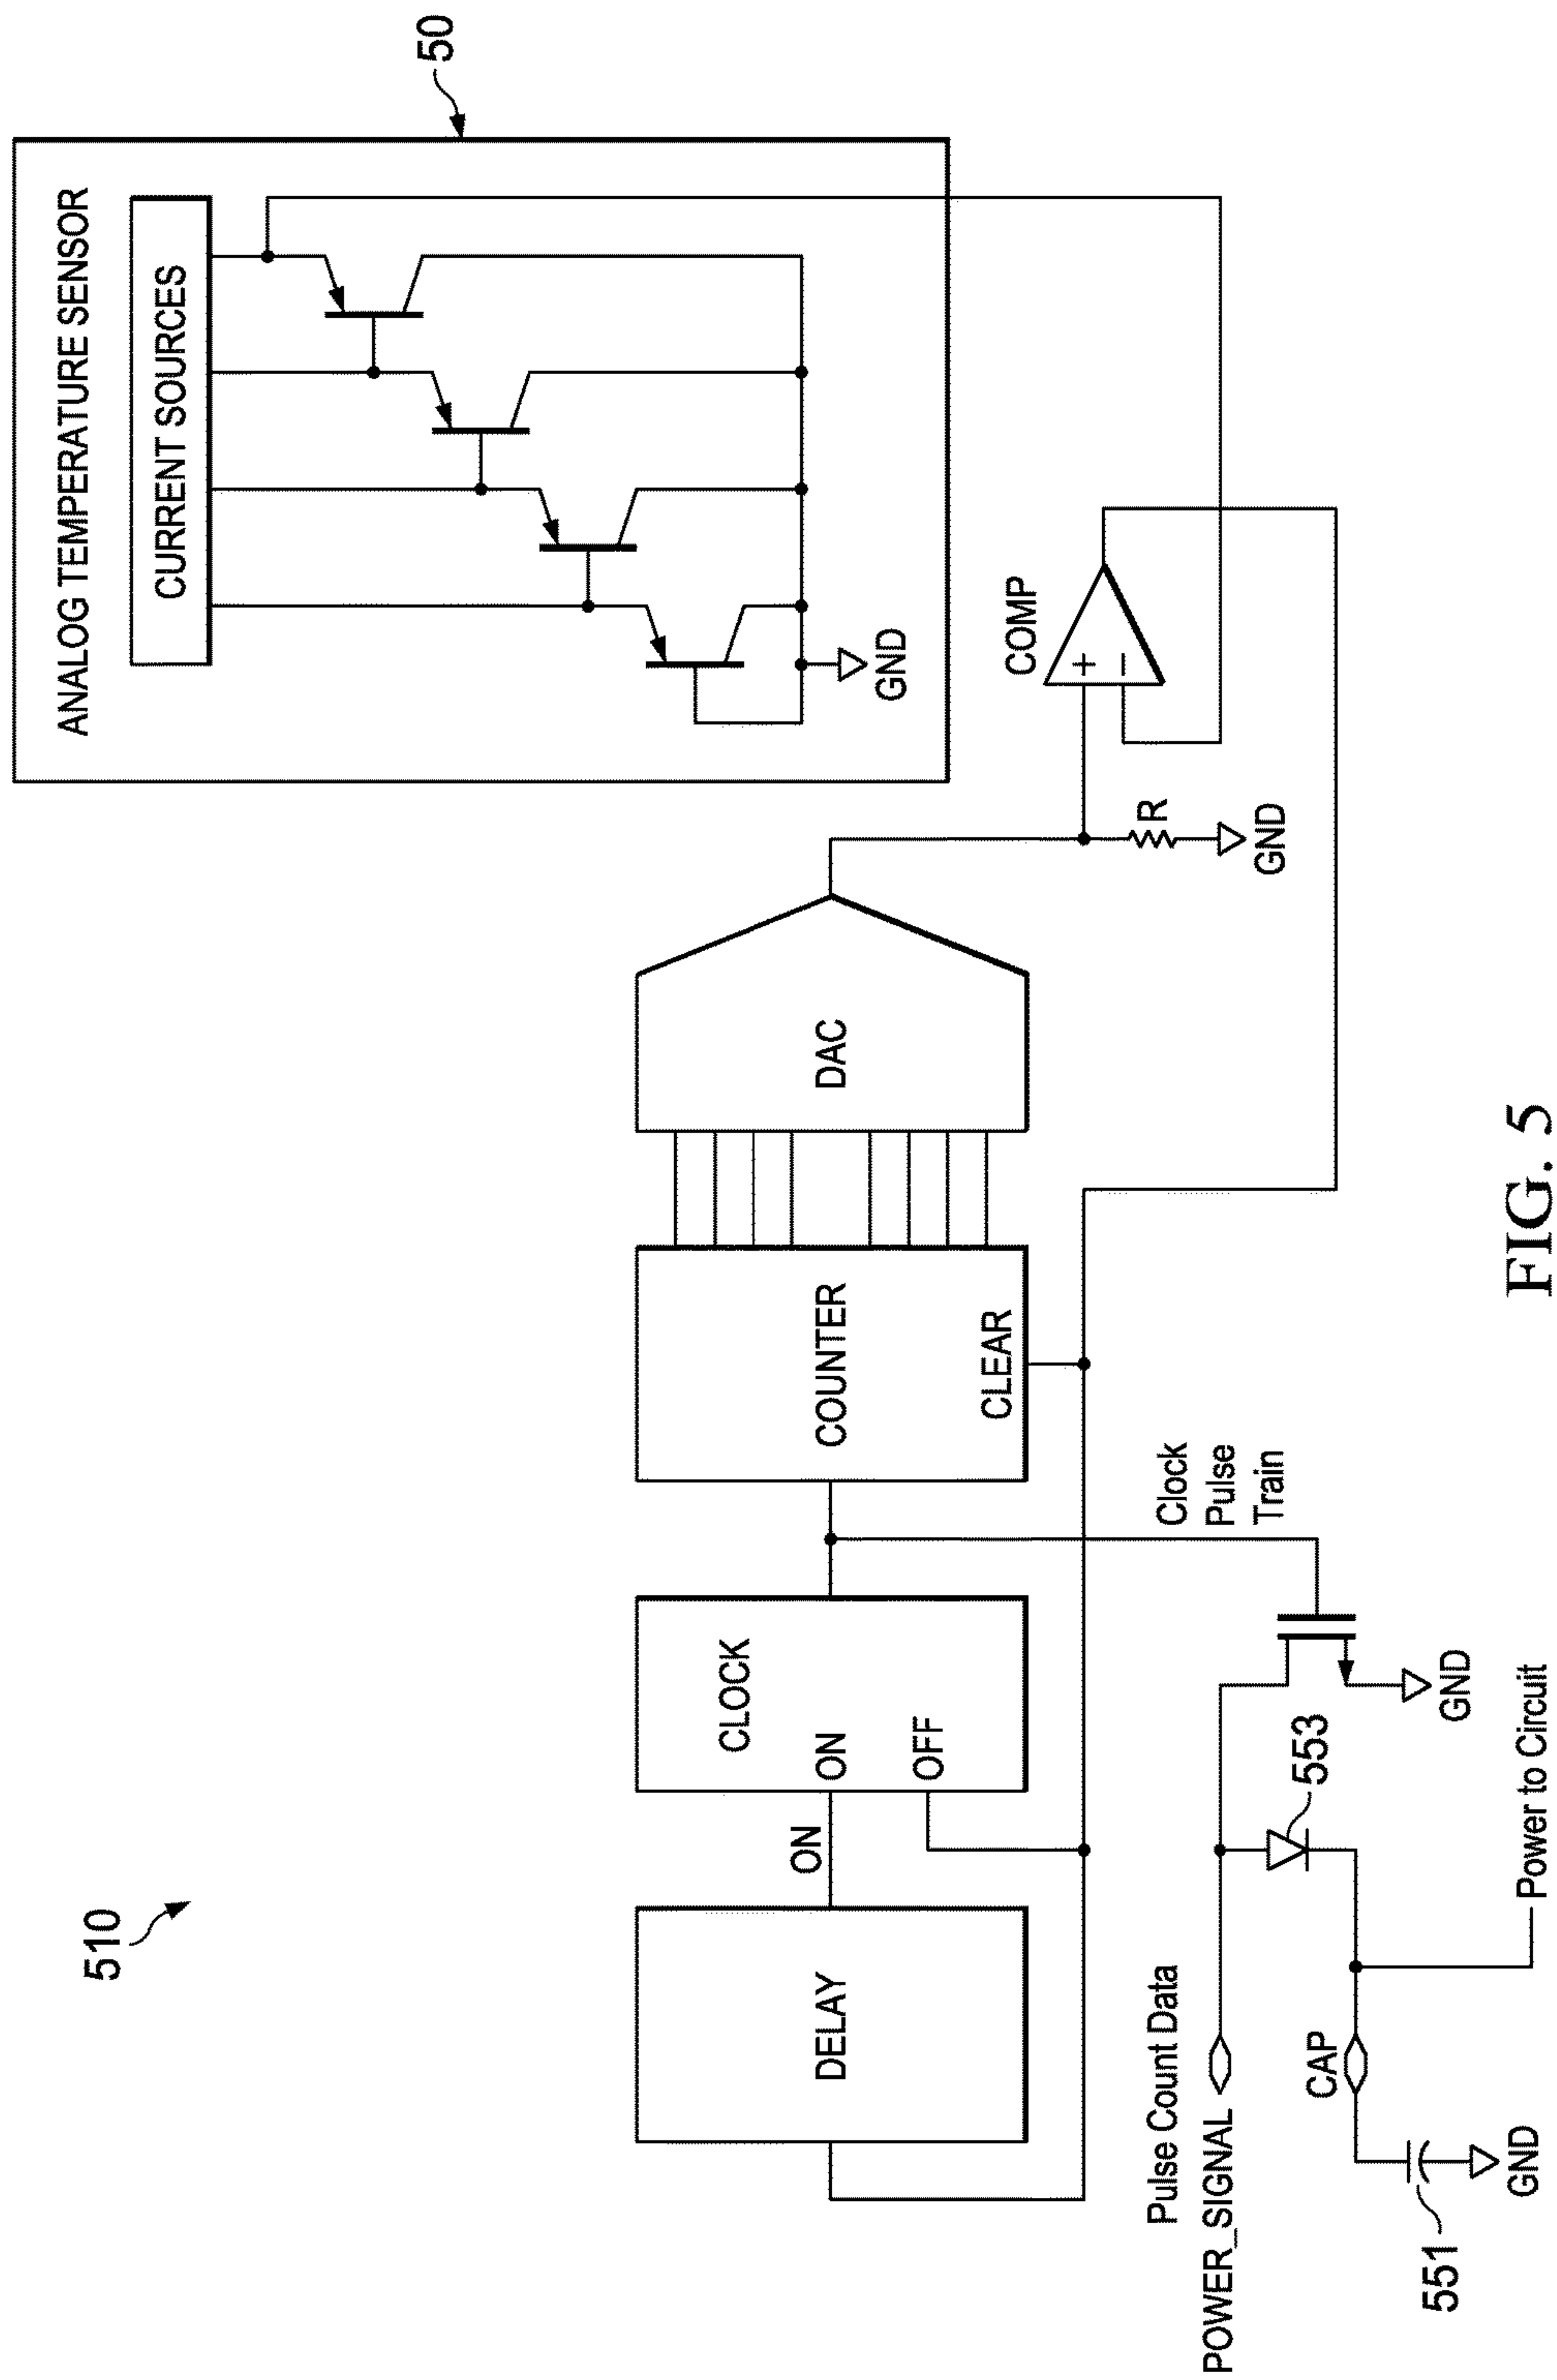 510
ANALOG TEMPERATURE SENSOR
50
CURRENT SOURCES
GND
DELAY
ON
CLOCK
ON
OFF
COUNTER
CLEAR
DAC
COMP
+
−
R
GND
Clock
Pulse
Train
Pulse Count Data
POWER_SIGNAL
553
GND
CAP
551
GND
Power to Circuit
FIG. 5